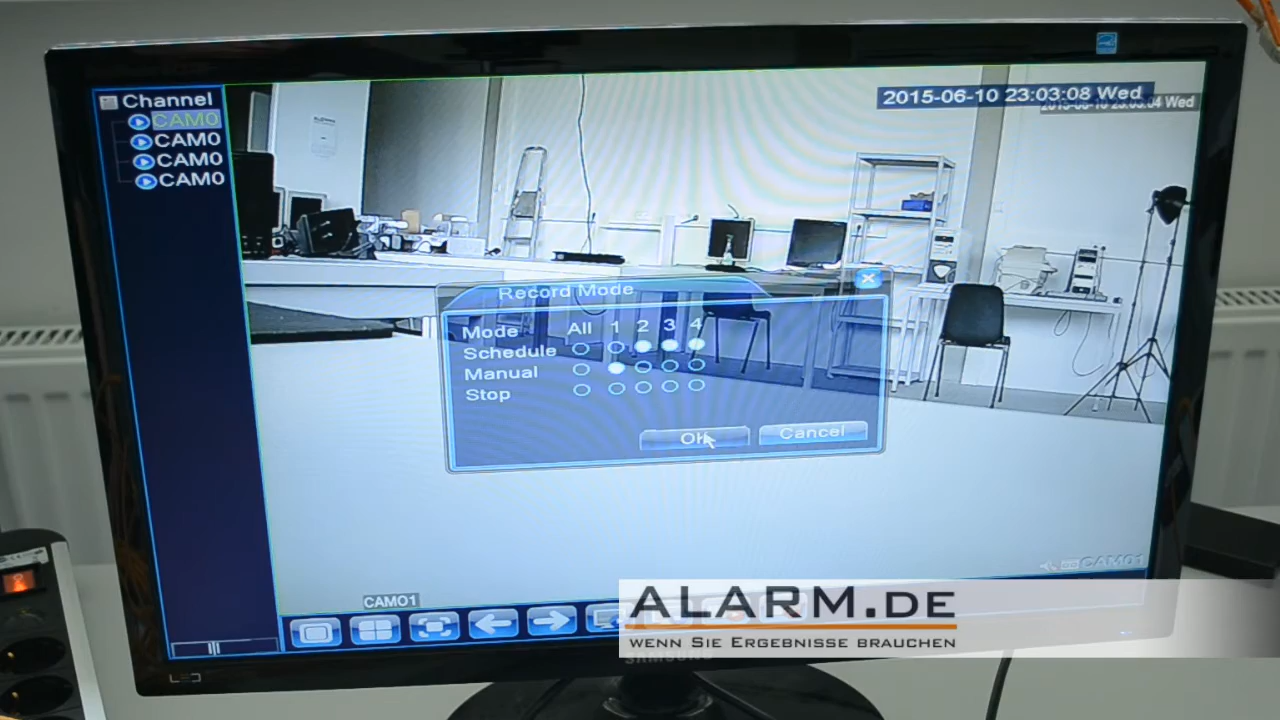 Channel
CAM0
CAM0
CAM0
CAM0
2015-06-10 23:03:08 Wed
Record Mode
Mode All 1 2 3 4
Schedule
Manual
Stop
OK
Cancel
CAM01
CAM01
ALARM.DE
WENN SIE ERGEBNISSE BRAUCHEN
SAMSUNG